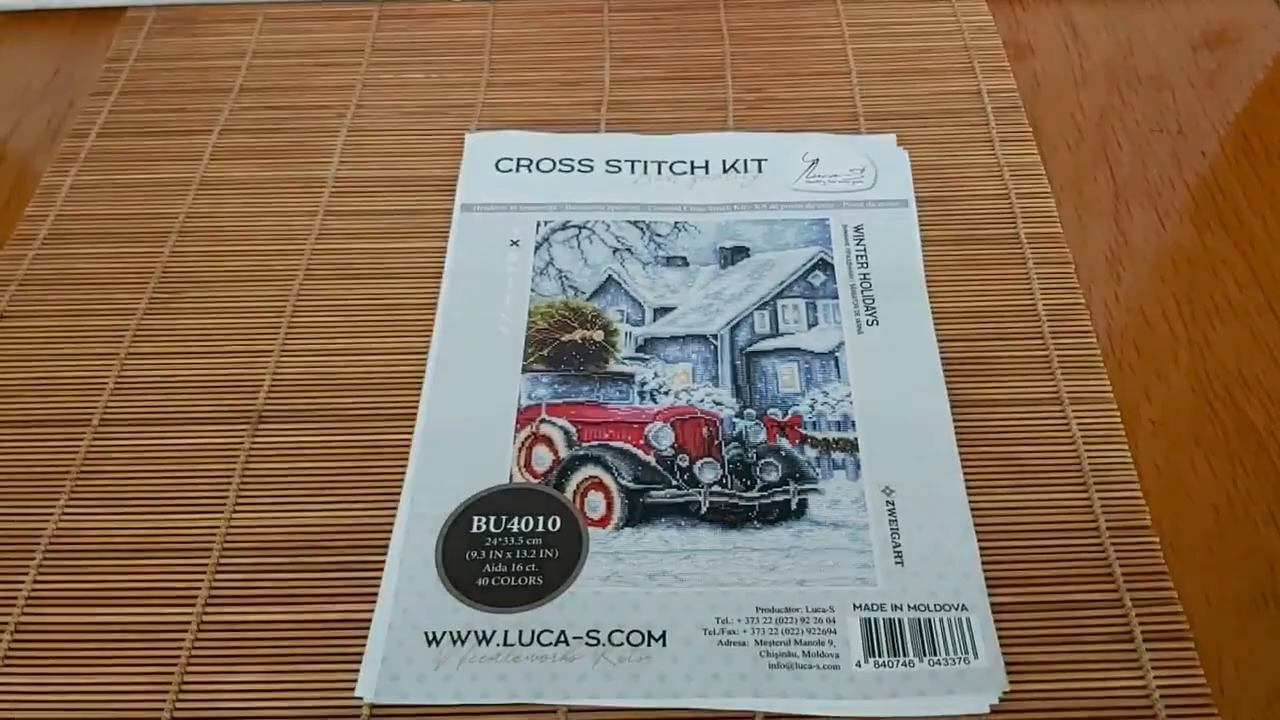 CROSS STITCH KIT
Luca-S
WINTER HOLIDAYS
ZWEIGART
BU4010
24*33.5 cm
(9.3 IN x 13.2 IN)
Aida 16 ct.
40 COLORS
WWW.LUCA-S.COM
Needleworks
Producător: Luca-S
Tel.: + 373 22 (022) 92 26 04
Tel./Fax: + 373 22 (022) 922694
Adresa: Meșterul Manole 9,
Chișinău, Moldova
info@luca-s.com
MADE IN MOLDOVA
4 840746 043376